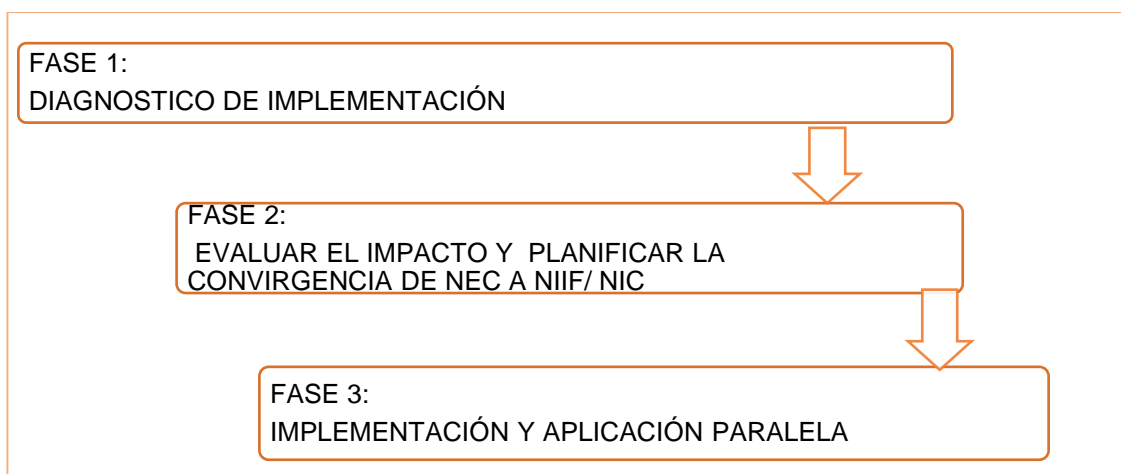 FASE 1:
DIAGNOSTICO DE IMPLEMENTACIÓN
FASE 2:
EVALUAR EL IMPACTO Y PLANIFICAR LA
CONVIRGENCIA DE NEC A NIIF/ NIC
FASE 3:
IMPLEMENTACIÓN Y APLICACIÓN PARALELA